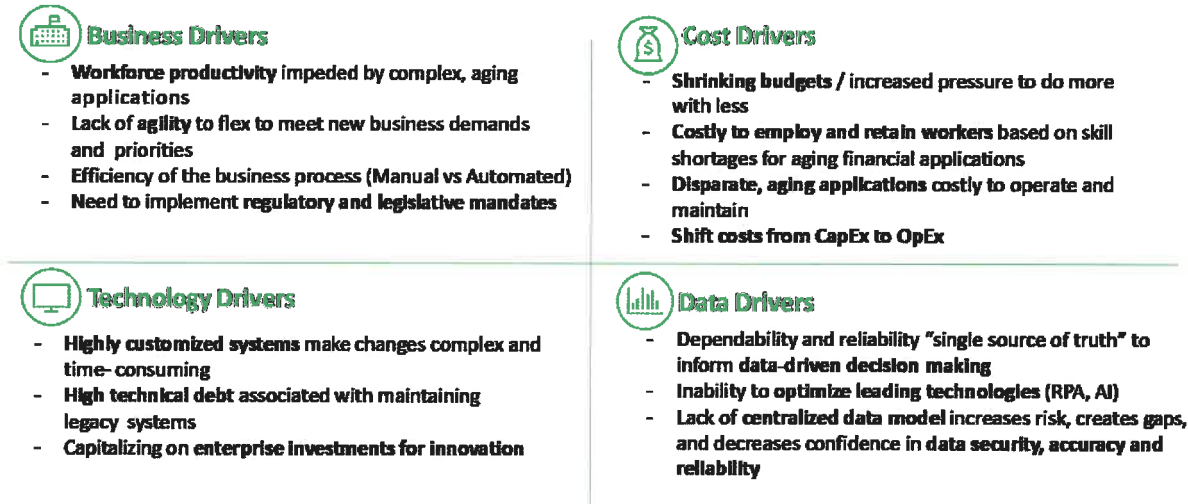 Business Drivers
- Workforce productivity impeded by complex, aging
applications
- Lack of agility to flex to meet new business demands
and priorities
- Efficiency of the business process (Manual vs Automated)
- Need to implement regulatory and legislative mandates
$
Cost Drivers
- Shrinking budgets / increased pressure to do more
with less
- Costly to employ and retain workers based on skill
shortages for aging financial applications
- Disparate, aging applications costly to operate and
maintain
- Shift costs from CapEx to OpEx
Technology Drivers
- Highly customized systems make changes complex and
time- consuming
- High technical debt associated with maintaining
legacy systems
- Capitalizing on enterprise investments for innovation
Data Drivers
- Dependability and reliability “single source of truth” to
inform data-driven decision making
- Inability to optimize leading technologies (RPA, AI)
- Lack of centralized data model increases risk, creates gaps,
and decreases confidence in data security, accuracy and
reliability